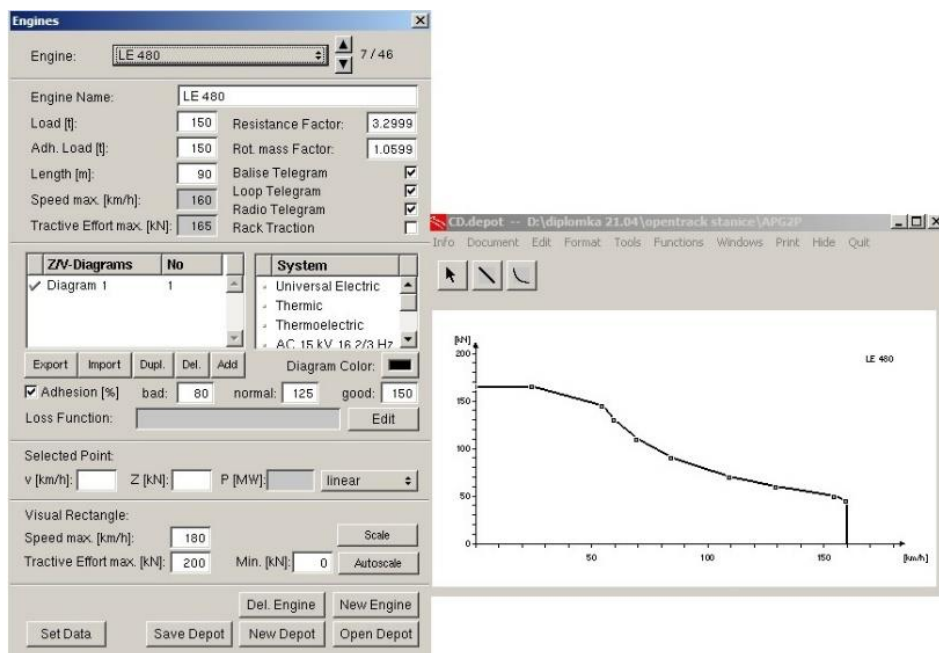 Engines
Engine: LE 480 7 / 46
Engine Name: LE 480
Load [t]: 150 Resistance Factor: 3.2999
Adh. Load [t]: 150 Rot. mass Factor: 1.0599
Length [m]: 90 Balise Telegram
Speed max. [km/h]: 160 Loop Telegram
Radio Telegram
Tractive Effort max. [kN]: 165 Rack Traction
Z/V-Diagrams No System
Diagram 1 1 Universal Electric
Thermic
Thermoelectric
AC 15 kV 16 2/3 Hz
Export Import Dupl. Del. Add Diagram Color:
Adhesion [%] bad: 80 normal: 125 good: 150
Loss Function: Edit
Selected Point:
v [km/h]: Z [kN]: P [MW]: linear
Visual Rectangle:
Speed max. [km/h]: 180 Scale
Tractive Effort max. [kN]: 200 Min. [kN]: 0 Autoscale
Del. Engine New Engine
Set Data Save Depot New Depot Open Depot
CD.depot -- D:\diplomka 21.04\opentrack stanice\APG2P
Info Document Edit Format Tools Functions Windows Print Hide Quit
[kN]
200
LE 480
150
100
50
0
50 100 150 [km/h]